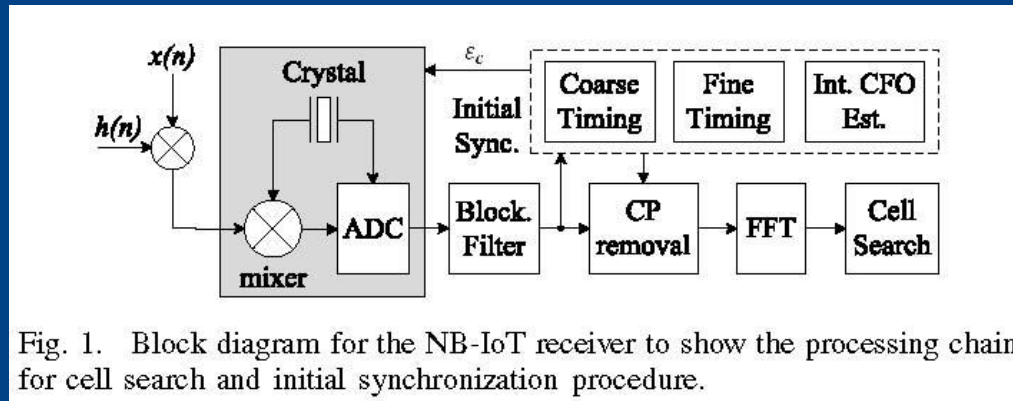 x(n)
h(n)
Crystal
mixer
ADC
ε_c
Initial
Sync.
Coarse
Timing
Fine
Timing
Int. CFO
Est.
Block.
Filter
CP
removal
FFT
Cell
Search
Fig. 1. Block diagram for the NB-IoT receiver to show the processing chain
for cell search and initial synchronization procedure.